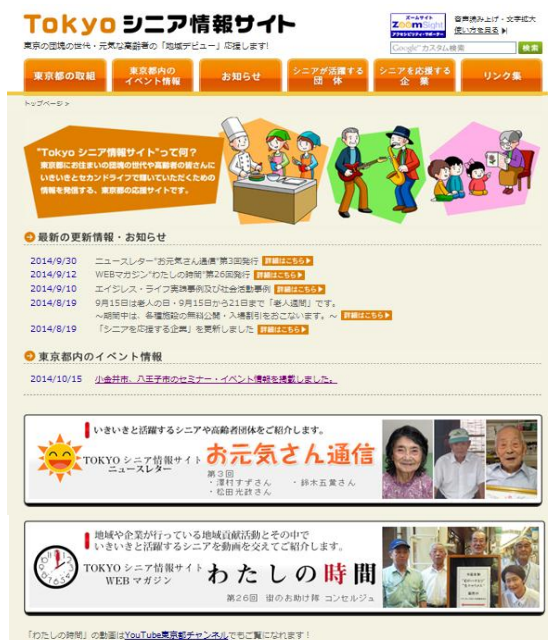 Tokyo シニア情報サイト
東京の団塊の世代・元気な高齢者の「地域デビュー」応援します!
ズームサイト
ZoomSight
アクセシビリティ・サポーター
音声読み上げ・文字拡大
使い方を見る
Google カスタム検索
検索
東京都の取組
東京都内の
イベント情報
お知らせ
シニアが活躍する
団 体
シニアを応援する
企 業
リンク集
トップページ >
"Tokyo シニア情報サイト"って何？
東京都にお住まいの団塊の世代や高齢者の皆さんに
いきいきとセカンドライフで輝いていただくための
情報を発信する、東京都の応援サイトです。
最新の更新情報・お知らせ
2014/9/30 ニュースレター"お元気さん通信"第3回発行 詳細はこちら
2014/9/12 WEBマガジン"わたしの時間"第26回発行 詳細はこちら
2014/9/10 エイジレス・ライフ実践事例及び社会活動事例 詳細はこちら
2014/8/19 9月15日は老人の日・9月15日から21日まで「老人週間」です。
～期間中は、各種施設の無料公開・入場割引をおこないます。～ 詳細はこちら
2014/8/19 「シニアを応援する企業」を更新しました 詳細はこちら
東京都内のイベント情報
2014/10/15 小金井市、八王子市のセミナー・イベント情報を掲載しました。
いきいきと活躍するシニアや高齢者団体をご紹介します。
TOKYO シニア情報サイト
ニュースレター
お元気さん通信
第3回
・澤村すずさん ・鈴木五黄さん
・松田光政さん
地域や企業が行っている地域貢献活動とその中で
いきいきと活躍するシニアを動画を交えてご紹介します。
TOKYO シニア情報サイト
WEB マガジン
わたしの時間
第26回 街のお助け隊 コンセルジュ
「わたしの時間」の動画はYouTube東京都チャンネルでもご覧になれます！